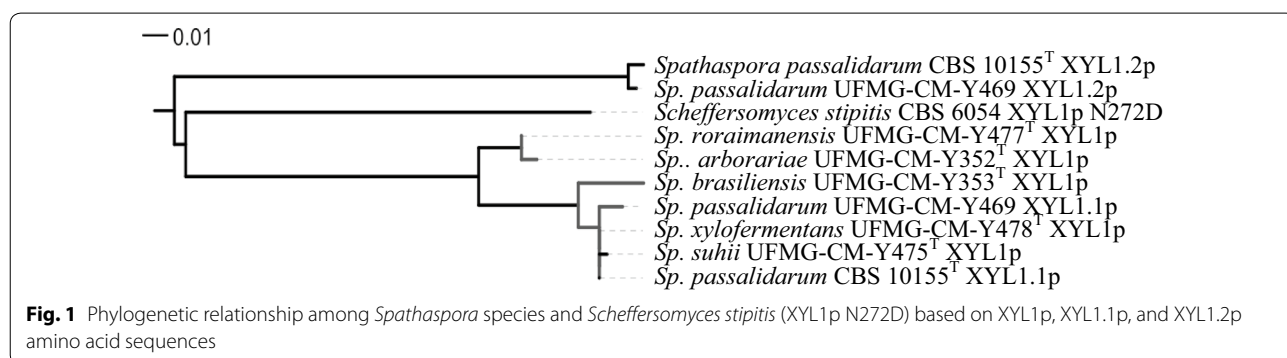 0.01
Spathaspora passalidarum CBS 10155ᵀ XYL1.2p
Sp. passalidarum UFMG-CM-Y469 XYL1.2p
Scheffersomyces stipitis CBS 6054 XYL1p N272D
Sp. roraimanensis UFMG-CM-Y477ᵀ XYL1p
Sp.. arborariae UFMG-CM-Y352ᵀ XYL1p
Sp. brasiliensis UFMG-CM-Y353ᵀ XYL1p
Sp. passalidarum UFMG-CM-Y469 XYL1.1p
Sp. xylofermentans UFMG-CM-Y478ᵀ XYL1p
Sp. suhii UFMG-CM-Y475ᵀ XYL1p
Sp. passalidarum CBS 10155ᵀ XYL1.1p
Fig. 1 Phylogenetic relationship among Spathaspora species and Scheffersomyces stipitis (XYL1p N272D) based on XYL1p, XYL1.1p, and XYL1.2p
amino acid sequences